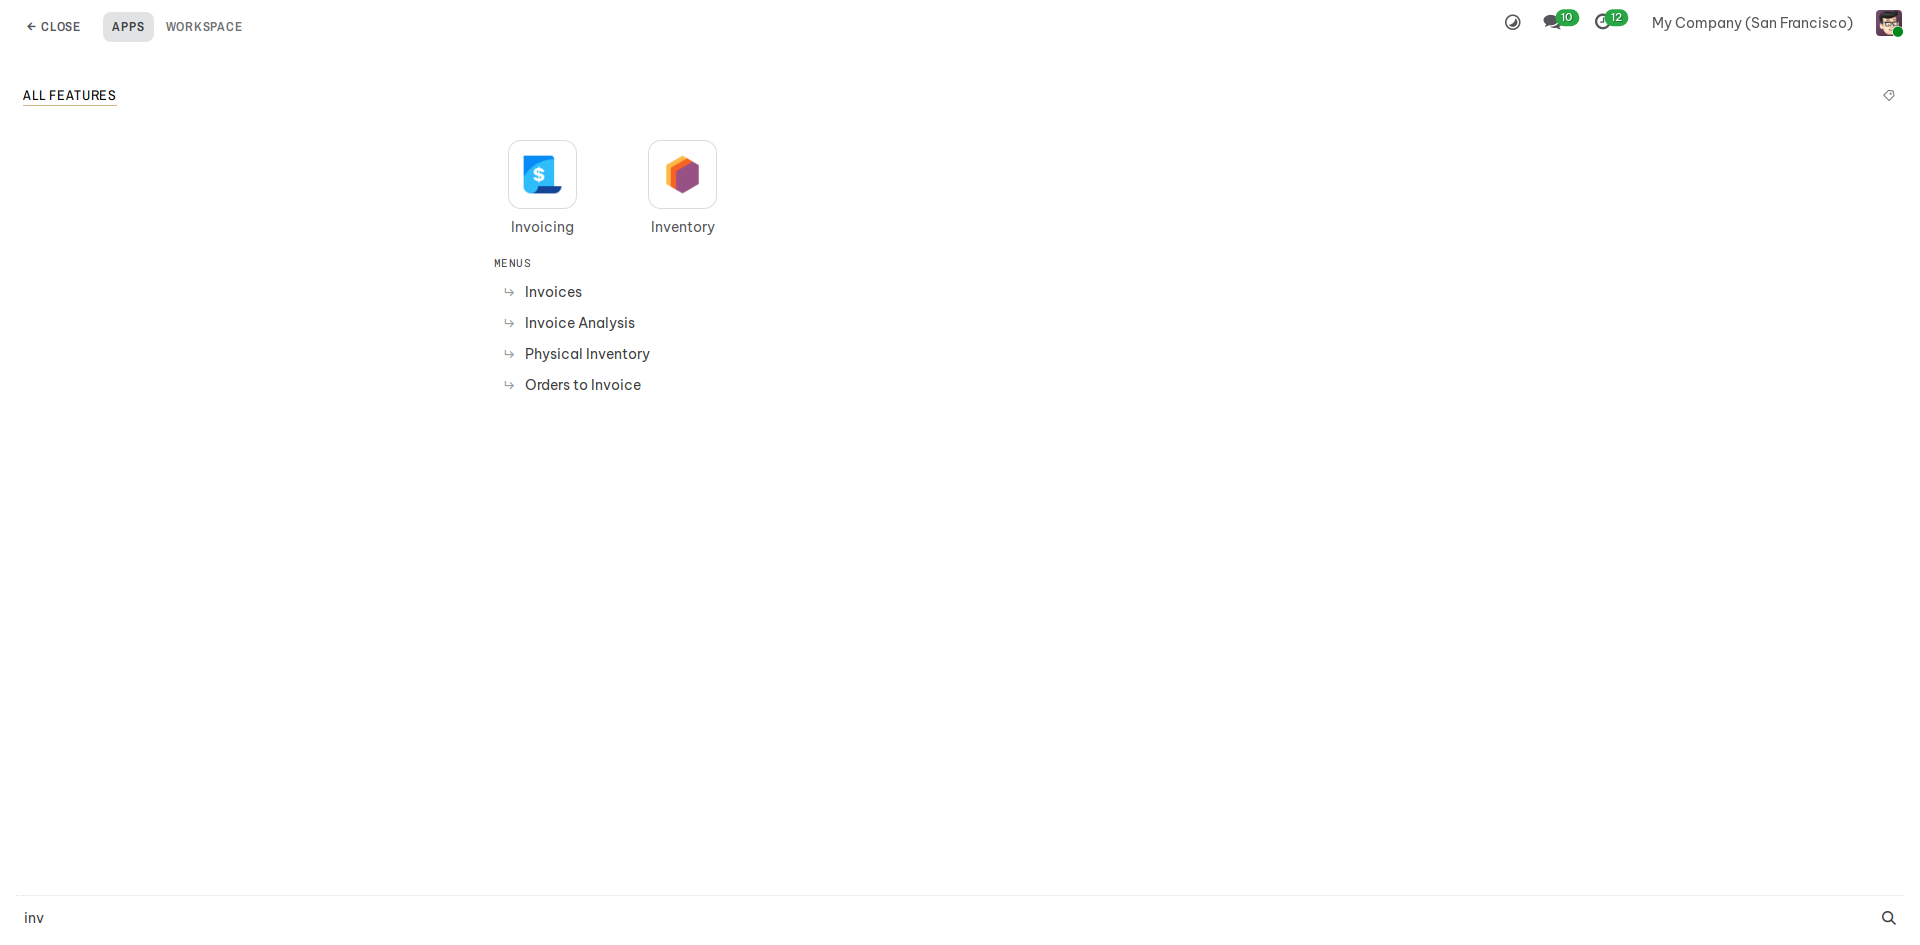 CLOSE APPS WORKSPACE 10 12 My Company (San Francisco)
ALL FEATURES
$
Invoicing Inventory
MENUS
Invoices
Invoice Analysis
Physical Inventory
Orders to Invoice
inv